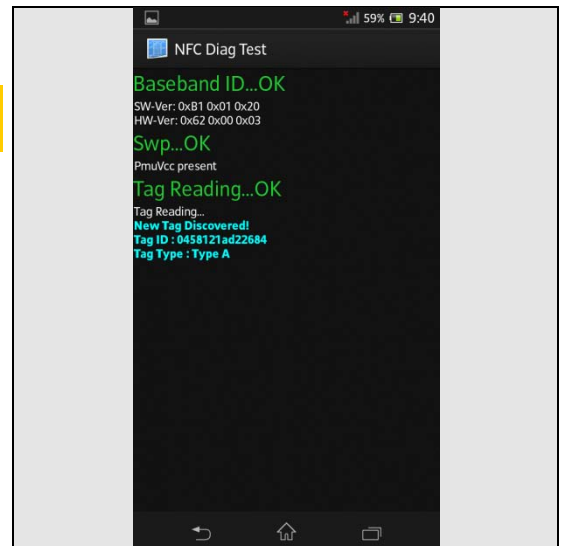 59% 9:40
NFC Diag Test
Baseband ID...OK
SW-Ver: 0xB1 0x01 0x20
HW-Ver: 0x62 0x00 0x03
Swp...OK
PmuVcc present
Tag Reading...OK
Tag Reading...
New Tag Discovered!
Tag ID : 0458121ad22684
Tag Type : Type A